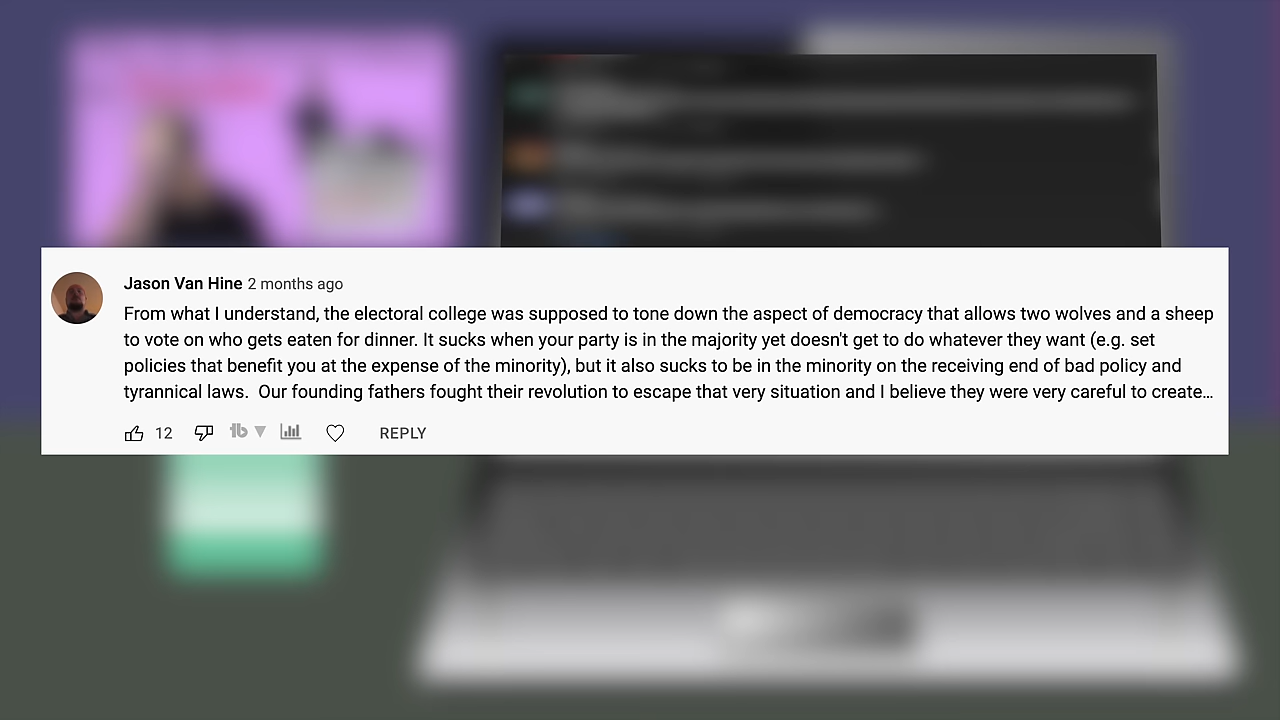 Jason Van Hine 2 months ago
From what I understand, the electoral college was supposed to tone down the aspect of democracy that allows two wolves and a sheep
to vote on who gets eaten for dinner. It sucks when your party is in the majority yet doesn't get to do whatever they want (e.g. set
policies that benefit you at the expense of the minority), but it also sucks to be in the minority on the receiving end of bad policy and
tyrannical laws.  Our founding fathers fought their revolution to escape that very situation and I believe they were very careful to create…
12 tb REPLY